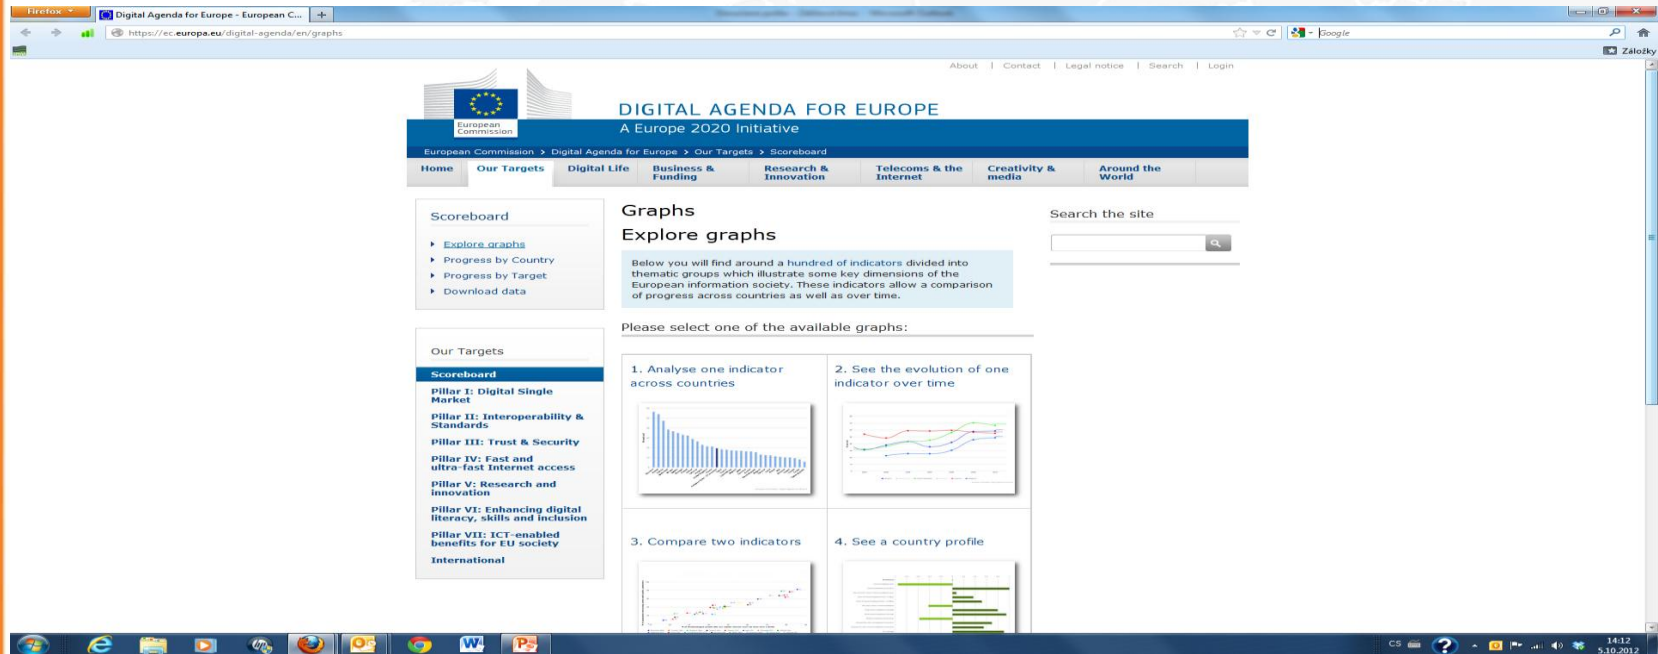 Firefox
Digital Agenda for Europe - European C...
https://ec.europa.eu/digital-agenda/en/graphs
Google
Záložky
About | Contact | Legal notice | Search | Login
European
Commission
DIGITAL AGENDA FOR EUROPE
A Europe 2020 Initiative
European Commission > Digital Agenda for Europe > Our Targets > Scoreboard
Home
Our Targets
Digital Life
Business &
Funding
Research &
Innovation
Telecoms & the
Internet
Creativity &
media
Around the
World
Scoreboard
Explore graphs
Progress by Country
Progress by Target
Download data
Our Targets
Scoreboard
Pillar I: Digital Single
Market
Pillar II: Interoperability &
Standards
Pillar III: Trust & Security
Pillar IV: Fast and
ultra-fast Internet access
Pillar V: Research and
innovation
Pillar VI: Enhancing digital
literacy, skills and inclusion
Pillar VII: ICT-enabled
benefits for EU society
International
Graphs
Explore graphs
Below you will find around a hundred of indicators divided into
thematic groups which illustrate some key dimensions of the
European information society. These indicators allow a comparison
of progress across countries as well as over time.
Please select one of the available graphs:
1. Analyse one indicator
across countries
2. See the evolution of one
indicator over time
3. Compare two indicators
4. See a country profile
Search the site
CS
14:12
5.10.2012